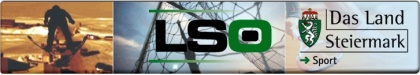 LSO
Das Land
Steiermark
→ Sport